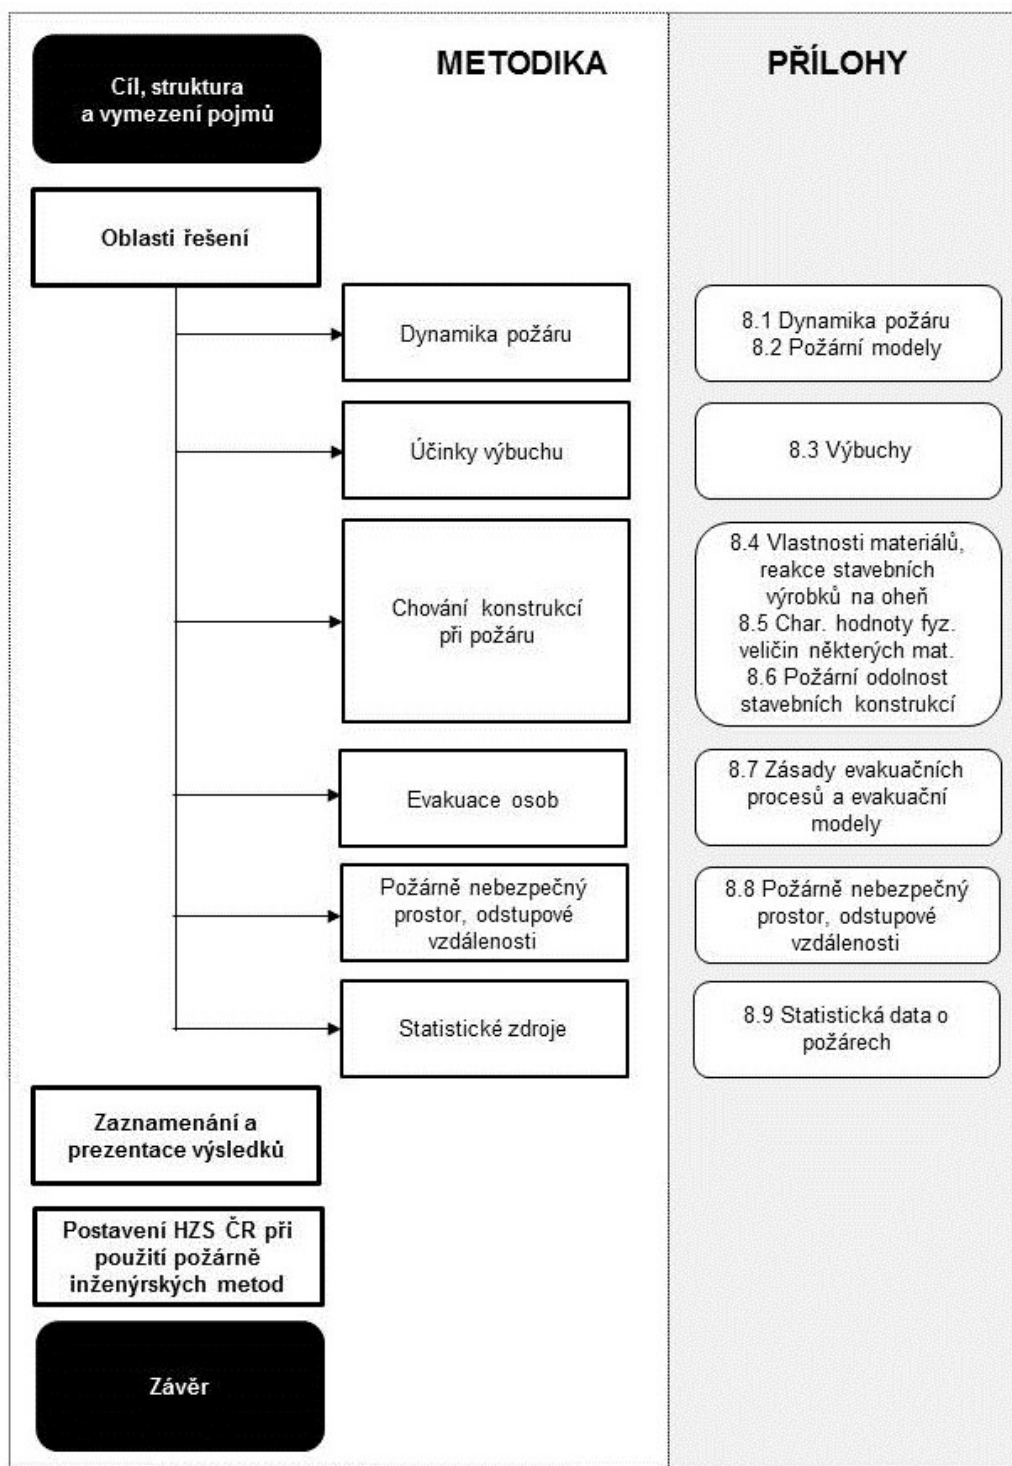 METODIKA
PŘÍLOHY
Cíl, struktura
a vymezení pojmů
Oblasti řešení
Dynamika požáru
8.1 Dynamika požáru
8.2 Požární modely
Účinky výbuchu
8.3 Výbuchy
Chování konstrukcí
při požáru
8.4 Vlastnosti materiálů,
reakce stavebních
výrobků na oheň
8.5 Char. hodnoty fyz.
veličin některých mat.
8.6 Požární odolnost
stavebních konstrukcí
Evakuace osob
8.7 Zásady evakuačních
procesů a evakuační
modely
Požárně nebezpečný
prostor, odstupové
vzdálenosti
8.8 Požárně nebezpečný
prostor, odstupové
vzdálenosti
Statistické zdroje
8.9 Statistická data o
požárech
Zaznamenání a
prezentace výsledků
Postavení HZS ČR při
použití požárně
inženýrských metod
Závěr